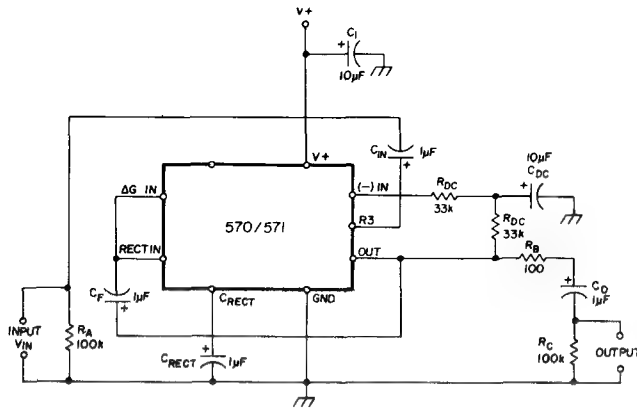 V+
C1
+
10µF
CIN
1µF
+
10µF
CDC
+
V+
ΔG IN
(−)IN
RDC
33k
570/571
R3
RDC
33k
RECT IN
OUT
RB
100
CF
1µF
+
CRECT
GND
+
CO
1µF
INPUT
VIN
RA
100k
CRECT
+
1µF
RC
100k
OUTPUT